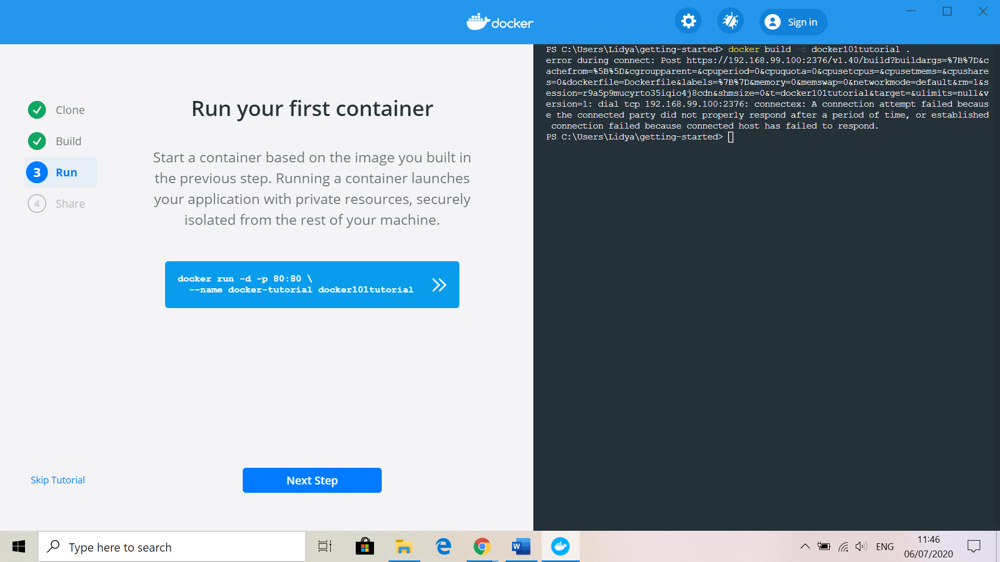 docker
Sign in
Clone
Build
3 Run
4 Share
Run your first container
Start a container based on the image you built in
the previous step. Running a container launches
your application with private resources, securely
isolated from the rest of your machine.
docker run -d -p 80:80 \
--name docker-tutorial docker101tutorial
Skip Tutorial
Next Step
PS C:\Users\Lidya\getting-started> docker build -t docker101tutorial .
error during connect: Post https://192.168.99.100:2376/v1.40/build?buildargs=%7B%7D&c
achefrom=%5B%5D&cgroupparent=&cpuperiod=0&cpuquota=0&cpusetcpus=&cpusetmems=&cpushare
s=0&dockerfile=Dockerfile&labels=%7B%7D&memory=0&memswap=0&networkmode=default&rm=1&s
ession=r9a5p9mucyrto35iqio4j8cdn&shmsize=0&t=docker101tutorial&target=&ulimits=null&v
ersion=1: dial tcp 192.168.99.100:2376: connectex: A connection attempt failed becaus
e the connected party did not properly respond after a period of time, or established
connection failed because connected host has failed to respond.
PS C:\Users\Lidya\getting-started>
Type here to search
W
ENG
11:46
06/07/2020